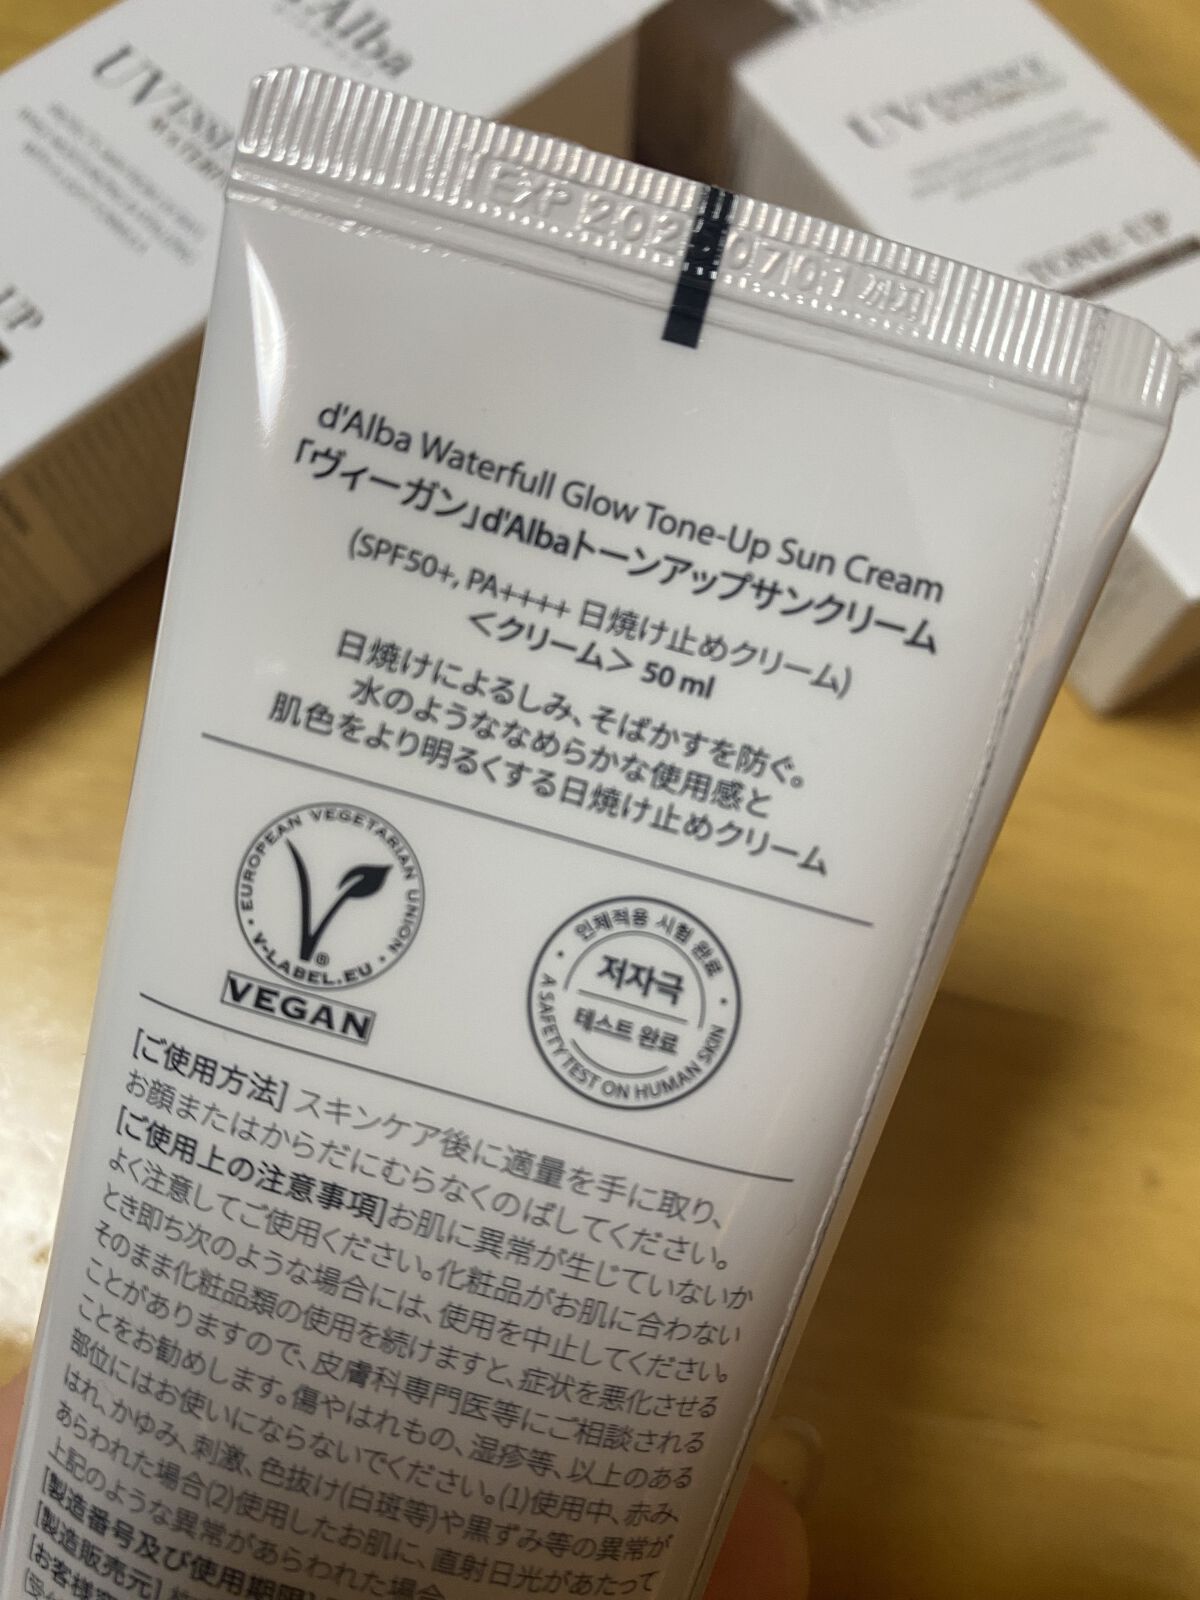 d'Alba
UV ESSENCE
UP
UV ESSENCE
TONE-UP
EXP 202 07 01 까지
d'Alba Waterfull Glow Tone-Up Sun Cream
「ヴィーガン」d'Albaトーンアップサンクリーム
(SPF50+, PA++++ 日焼け止めクリーム)
＜クリーム＞ 50 ml
日焼けによるしみ、そばかすを防ぐ。
水のようななめらかな使用感と
肌色をより明るくする日焼け止めクリーム
EUROPEAN VEGETARIAN UNION
V-LABEL.EU
®
VEGAN
인체적용 시험 완료
저자극
테스트 완료
A SAFETY TEST ON HUMAN SKIN
[ご使用方法] スキンケア後に適量を手に取り、
お顔またはからだにむらなくのばしてください。
[ご使用上の注意事項]お肌に異常が生じていないか
よく注意してご使用ください。化粧品がお肌に合わない
とき即ち次のような場合には、使用を中止してください。
そのまま化粧品類の使用を続けますと、症状を悪化させる
ことがありますので、皮膚科専門医等にご相談される
ことをお勧めします。傷やはれもの、湿疹等、以上のある
部位にはお使いにならないでください。(1)使用中、赤み、
はれ、かゆみ、刺激、色抜け(白斑等)や黒ずみ等の異常が
あらわれた場合(2)使用したお肌に、直射日光があたって
上記のような異常があらわれた場合
[製造番号及び使用期限]
[製造販売元]
[お客様